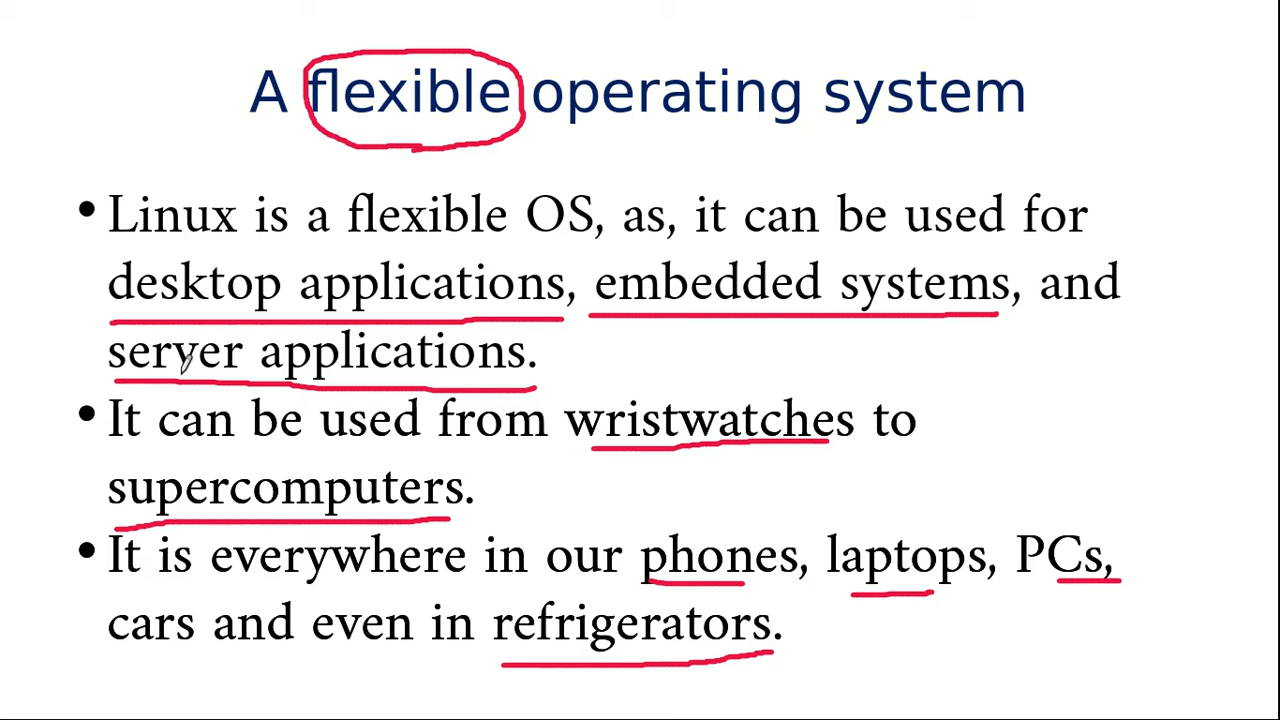 A flexible operating system
• Linux is a flexible OS, as, it can be used for
desktop applications, embedded systems, and
server applications.
• It can be used from wristwatches to
supercomputers.
• It is everywhere in our phones, laptops, PCs,
cars and even in refrigerators.